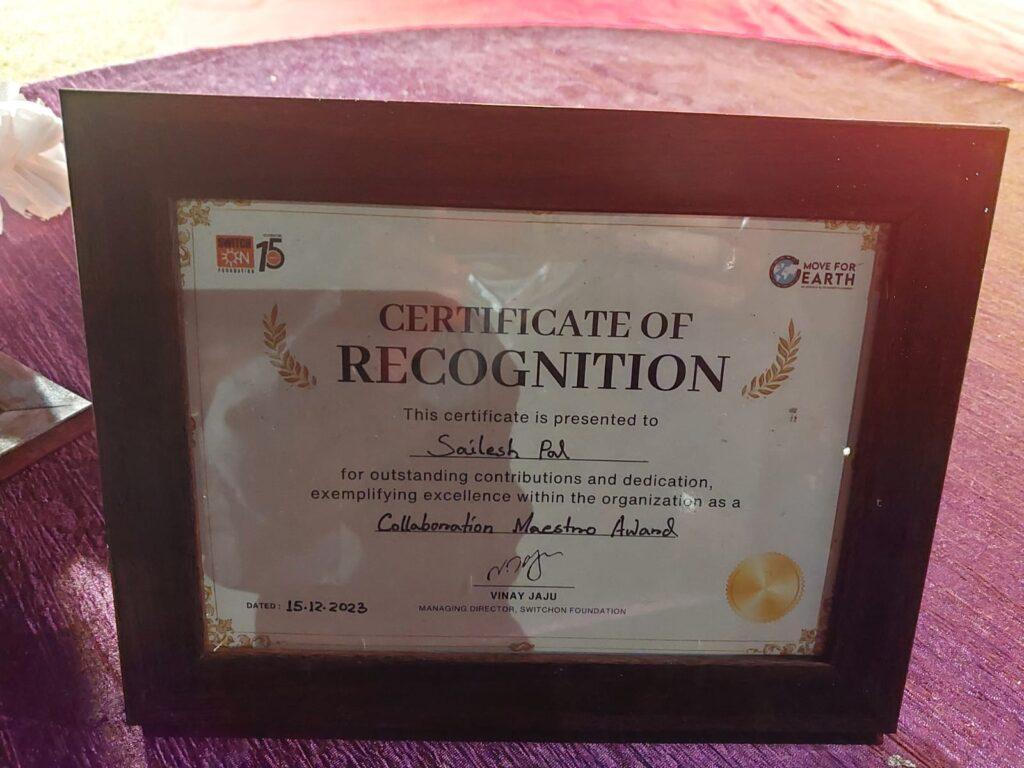 SWITCH
ON
FOUNDATION
15
MOVE FOR
EARTH
CERTIFICATE OF
RECOGNITION
This certificate is presented to
Sailesh Pal
for outstanding contributions and dedication,
exemplifying excellence within the organization as a
Collaboration Maestro Award
VINAY JAJU
DATED: 15.12.2023
MANAGING DIRECTOR, SWITCHON FOUNDATION